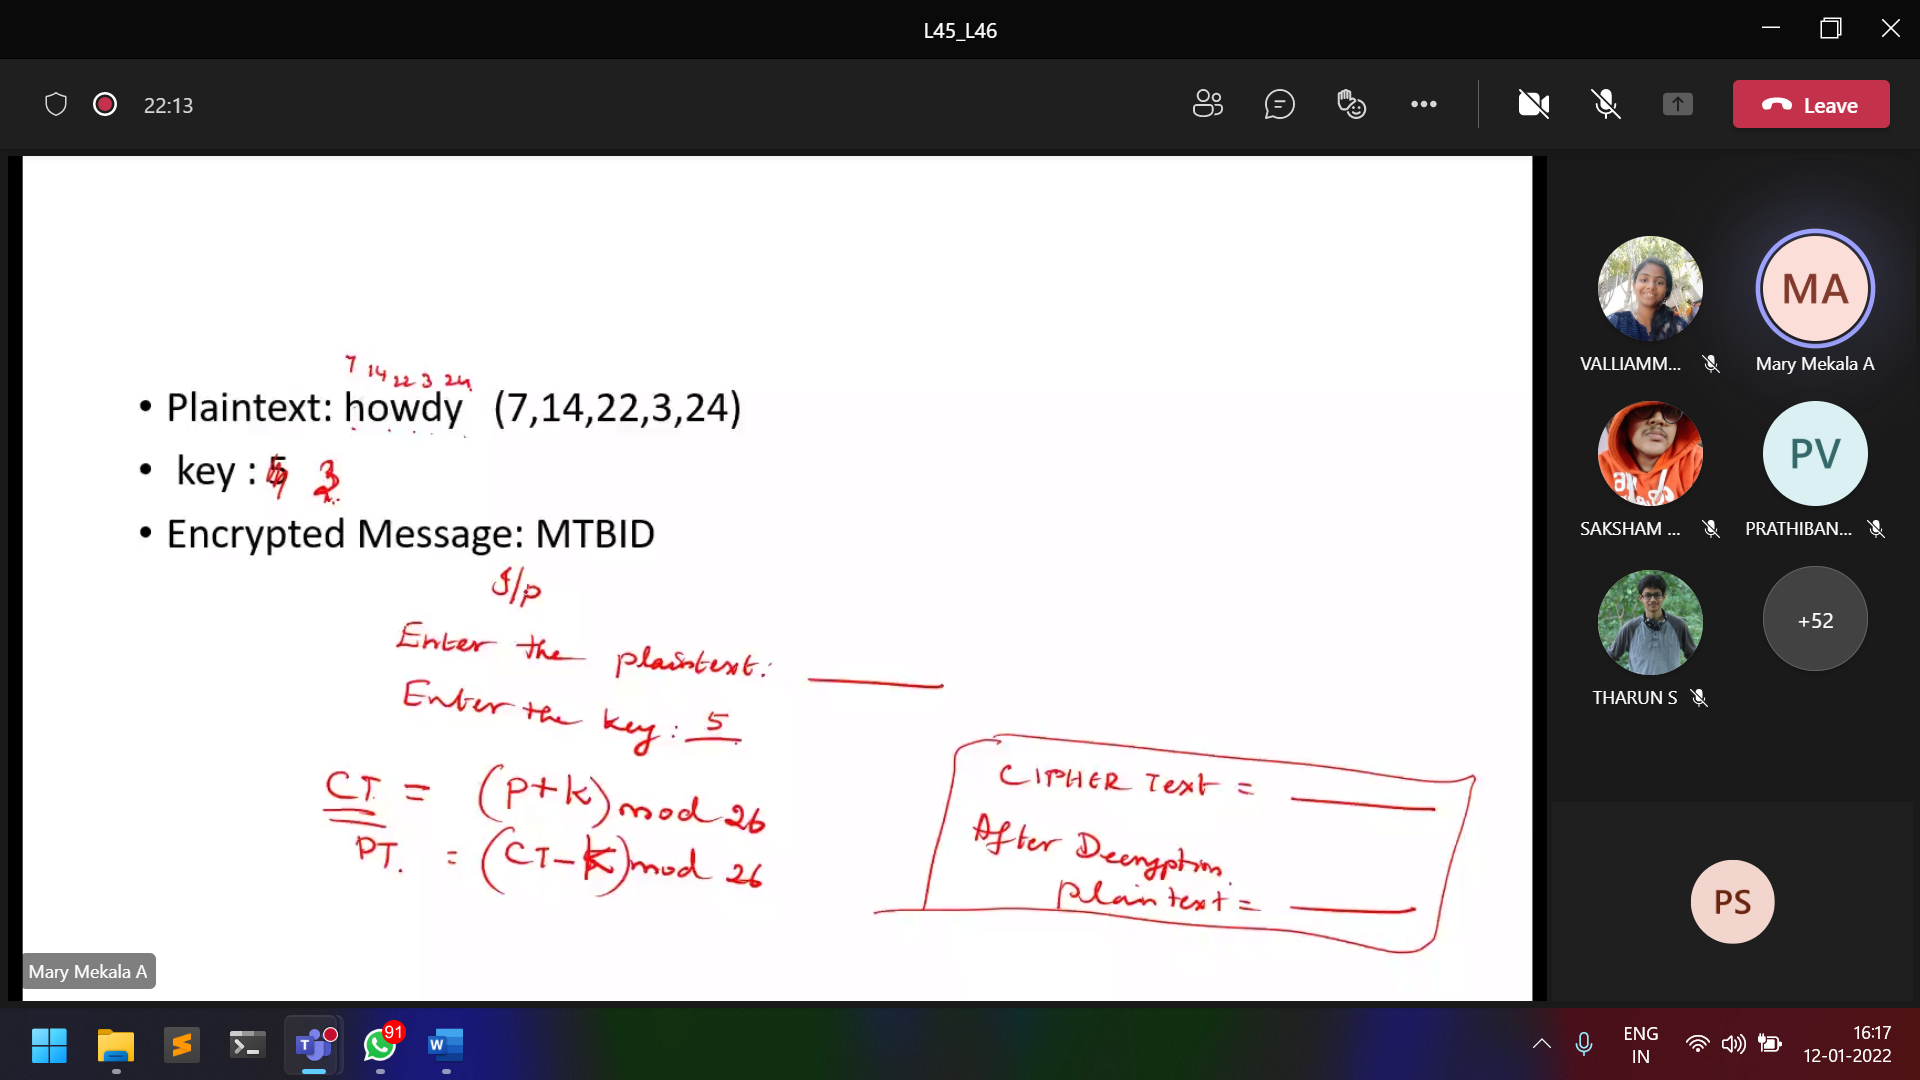 L45_L46
22:13
Leave
7 14 22 3 24
• Plaintext: howdy (7,14,22,3,24)
• key : 5 3
• Encrypted Message: MTBID
I/p
Enter the plaintext:
Enter the key: 5
CT = (P+K) mod 26
PT. = (CT-K) mod 26
CIPHER Text =
After Decryption
plaintext =
Mary Mekala A
VALLIAMM...
MA
Mary Mekala A
SAKSHAM ...
PV
PRATHIBAN...
THARUN S
+52
PS
91
W
ENG
IN
16:17
12-01-2022